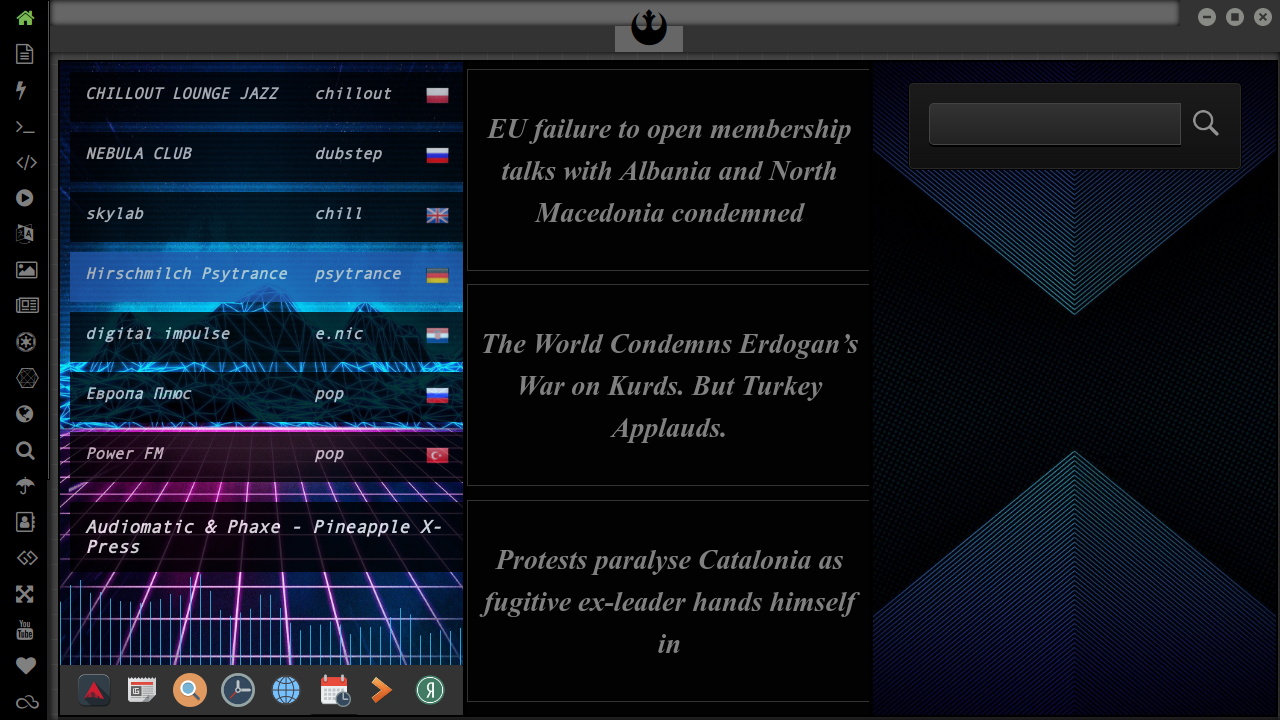 CHILLOUT LOUNGE JAZZ chillout
NEBULA CLUB dubstep
skylab chill
Hirschmilch Psytrance psytrance
digital impulse e.nic
Европа Плюс pop
Power FM pop
Audiomatic & Phaxe - Pineapple X-
Press
EU failure to open membership
talks with Albania and North
Macedonia condemned
The World Condemns Erdogan’s
War on Kurds. But Turkey
Applauds.
Protests paralyse Catalonia as
fugitive ex-leader hands himself
in
You
Tube
Я